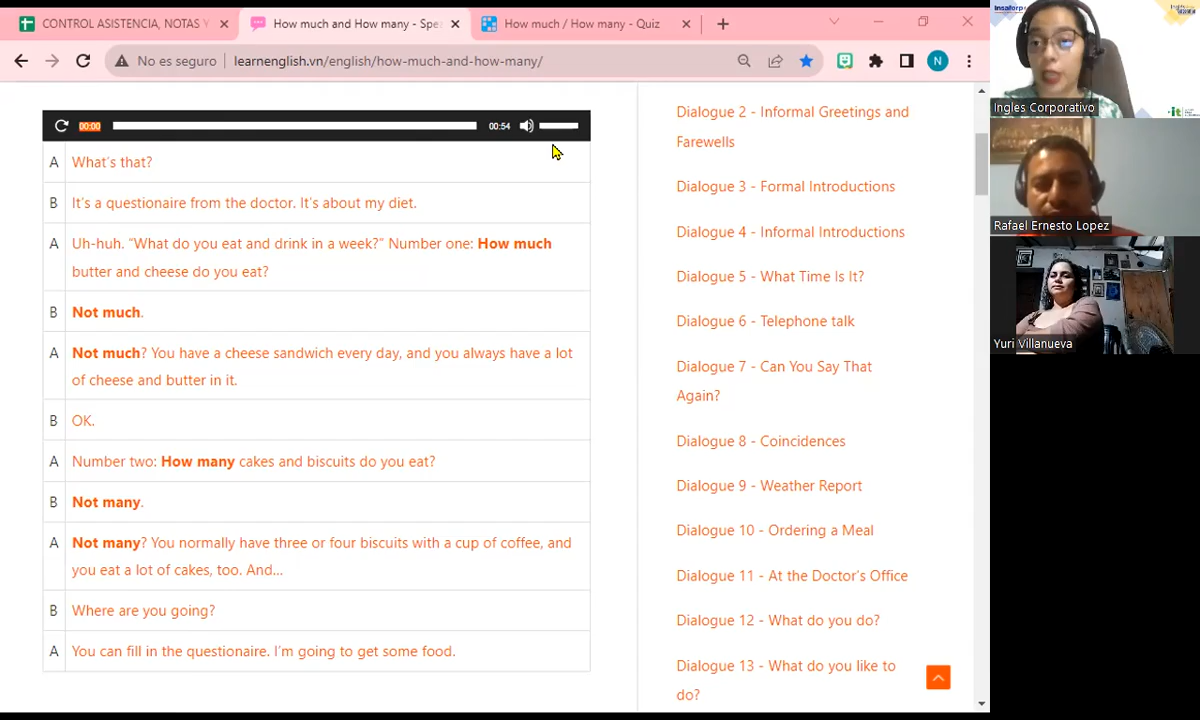 CONTROL ASISTENCIA, NOTAS Y
How much and How many - Spe
How much / How many - Quiz
No es seguro
learnenglish.vn/english/how-much-and-how-many/
N
00:00
00:54
A What's that?
B It's a questionaire from the doctor. It's about my diet.
A Uh-huh. "What do you eat and drink in a week?" Number one: How much
butter and cheese do you eat?
B Not much.
A Not much? You have a cheese sandwich every day, and you always have a lot
of cheese and butter in it.
B OK.
A Number two: How many cakes and biscuits do you eat?
B Not many.
A Not many? You normally have three or four biscuits with a cup of coffee, and
you eat a lot of cakes, too. And...
B Where are you going?
A You can fill in the questionaire. I'm going to get some food.
Dialogue 2 - Informal Greetings and
Farewells
Dialogue 3 - Formal Introductions
Dialogue 4 - Informal Introductions
Dialogue 5 - What Time Is It?
Dialogue 6 - Telephone talk
Dialogue 7 - Can You Say That
Again?
Dialogue 8 - Coincidences
Dialogue 9 - Weather Report
Dialogue 10 - Ordering a Meal
Dialogue 11 - At the Doctor's Office
Dialogue 12 - What do you do?
Dialogue 13 - What do you like to
do?
Ingles Corporativo
Rafael Ernesto Lopez
Yuri Villanueva